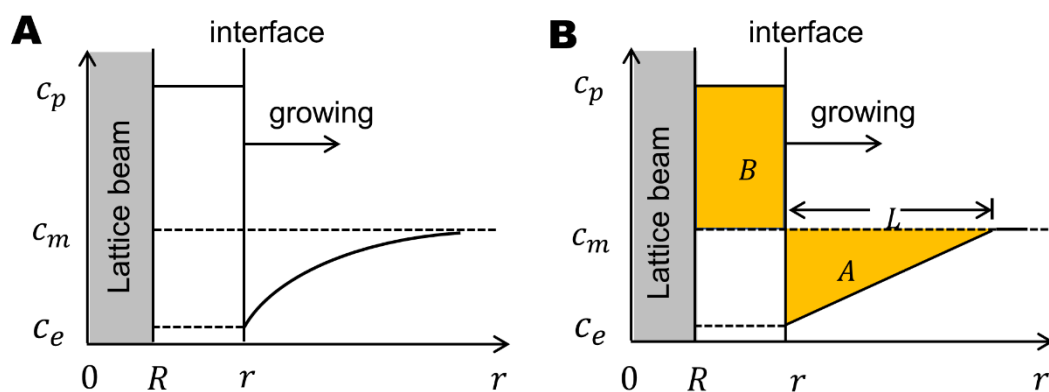 A
interface
c_p
growing
Lattice beam
c_m
c_e
0
R
r
r
B
interface
c_p
growing
B
Lattice beam
L
c_m
A
c_e
0
R
r
r